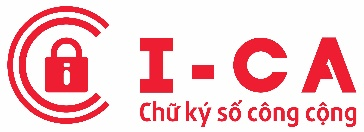 I-CA
Chữ ký số công cộng